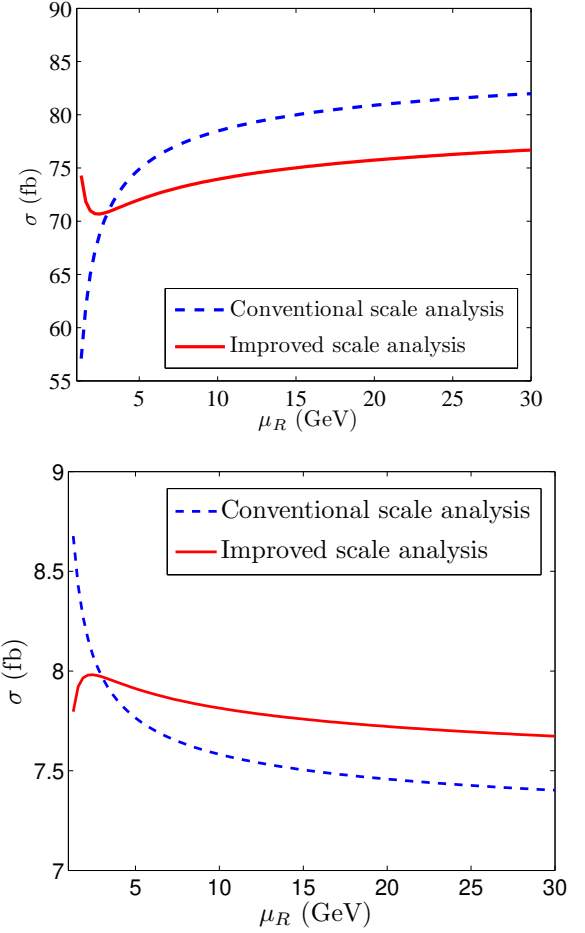 90
85
80
75
70
65
60
55
σ (fb)
Conventional scale analysis
Improved scale analysis
5 10 15 20 25 30
μR (GeV)
9
8.5
8
7.5
7
σ (fb)
Conventional scale analysis
Improved scale analysis
5 10 15 20 25 30
μR (GeV)